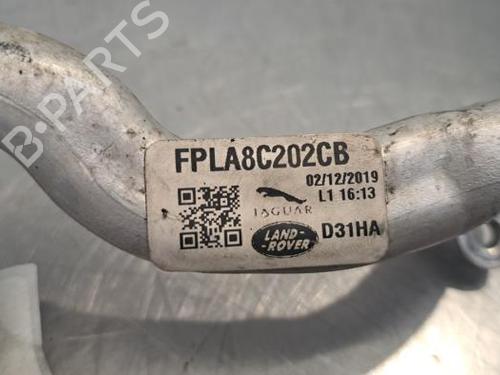 FPLA8C202CB
02/12/2019
L1 16:13
JAGUAR
LAND-
-ROVER
D31HA
B-PARTS